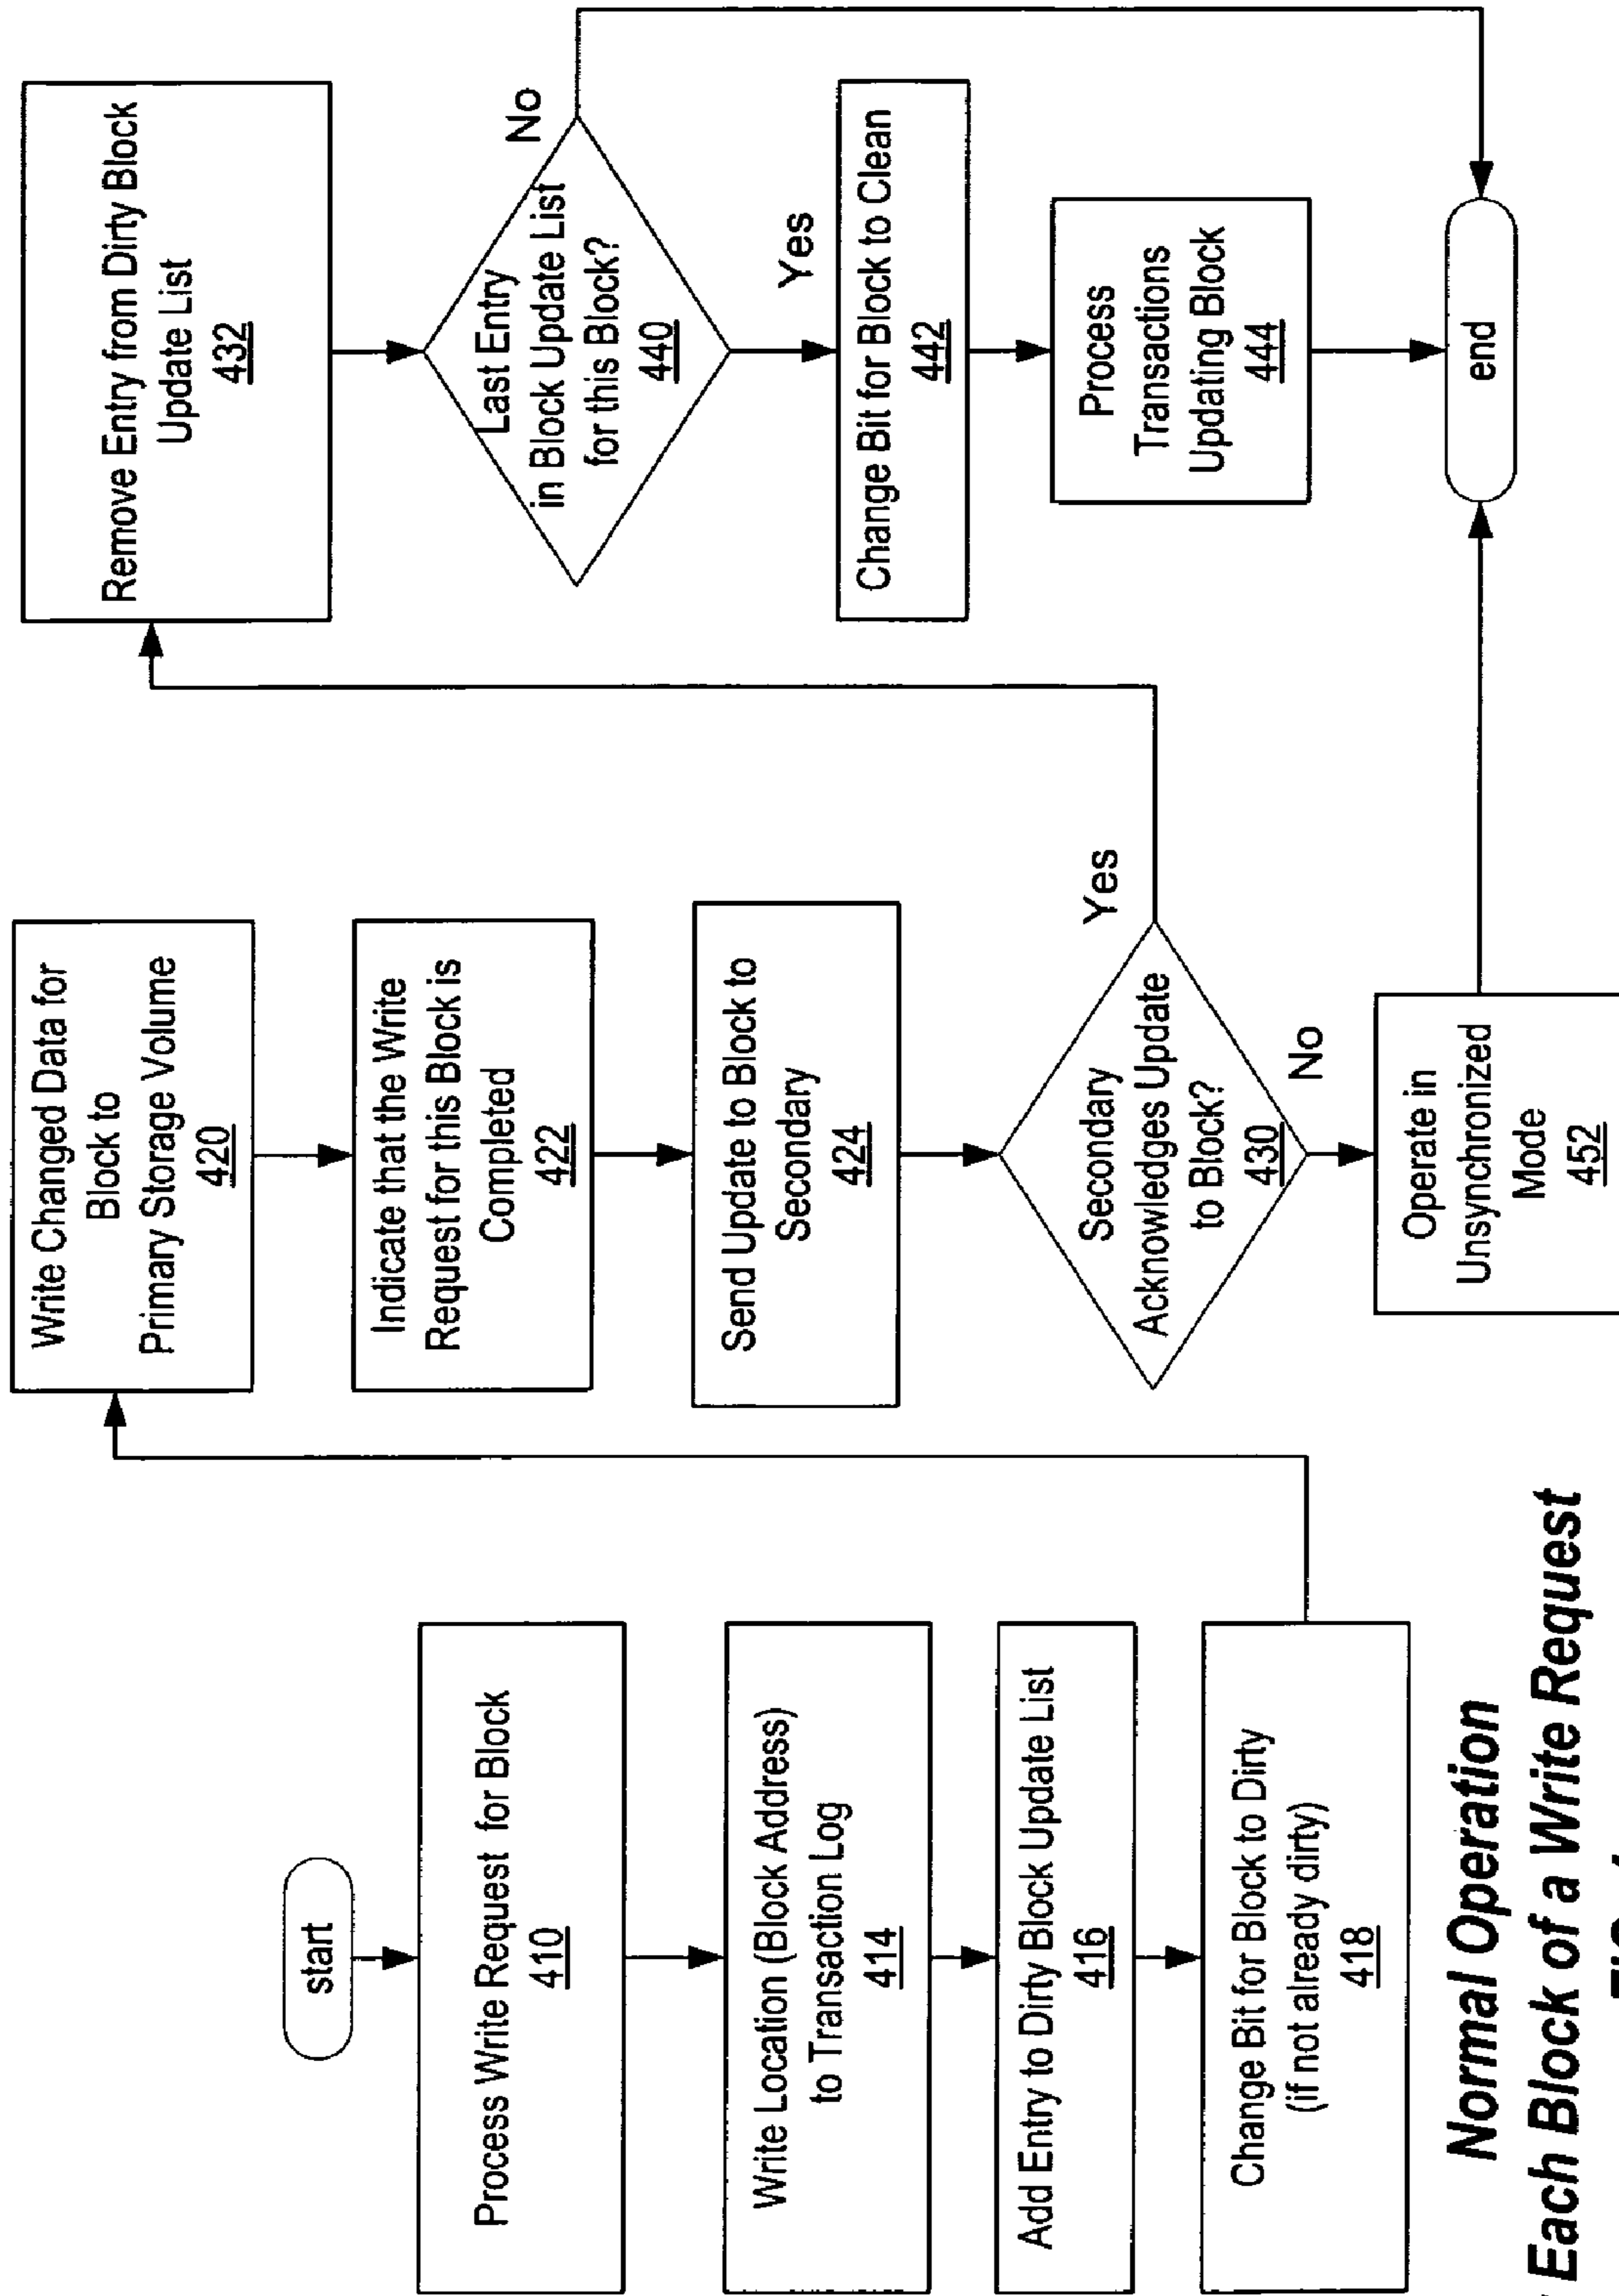 start
Process Write Request for Block
410
Write Location (Block Address)
to Transaction Log
414
Add Entry to Dirty Block Update List
416
Change Bit for Block to Dirty
(if not already dirty)
418
Write Changed Data for
Block to
Primary Storage Volume
420
Indicate that the Write
Request for this Block is
Completed
422
Send Update to Block to
Secondary
424
Secondary
Acknowledges Update
to Block?
430
Yes
No
Operate in
Unsynchronized
Mode
452
Remove Entry from Dirty Block
Update List
432
Last Entry
in Block Update List
for this Block?
440
No
Yes
Change Bit for Block to Clean
442
Process
Transactions
Updating Block
444
end
Normal Operation
Each Block of a Write Request